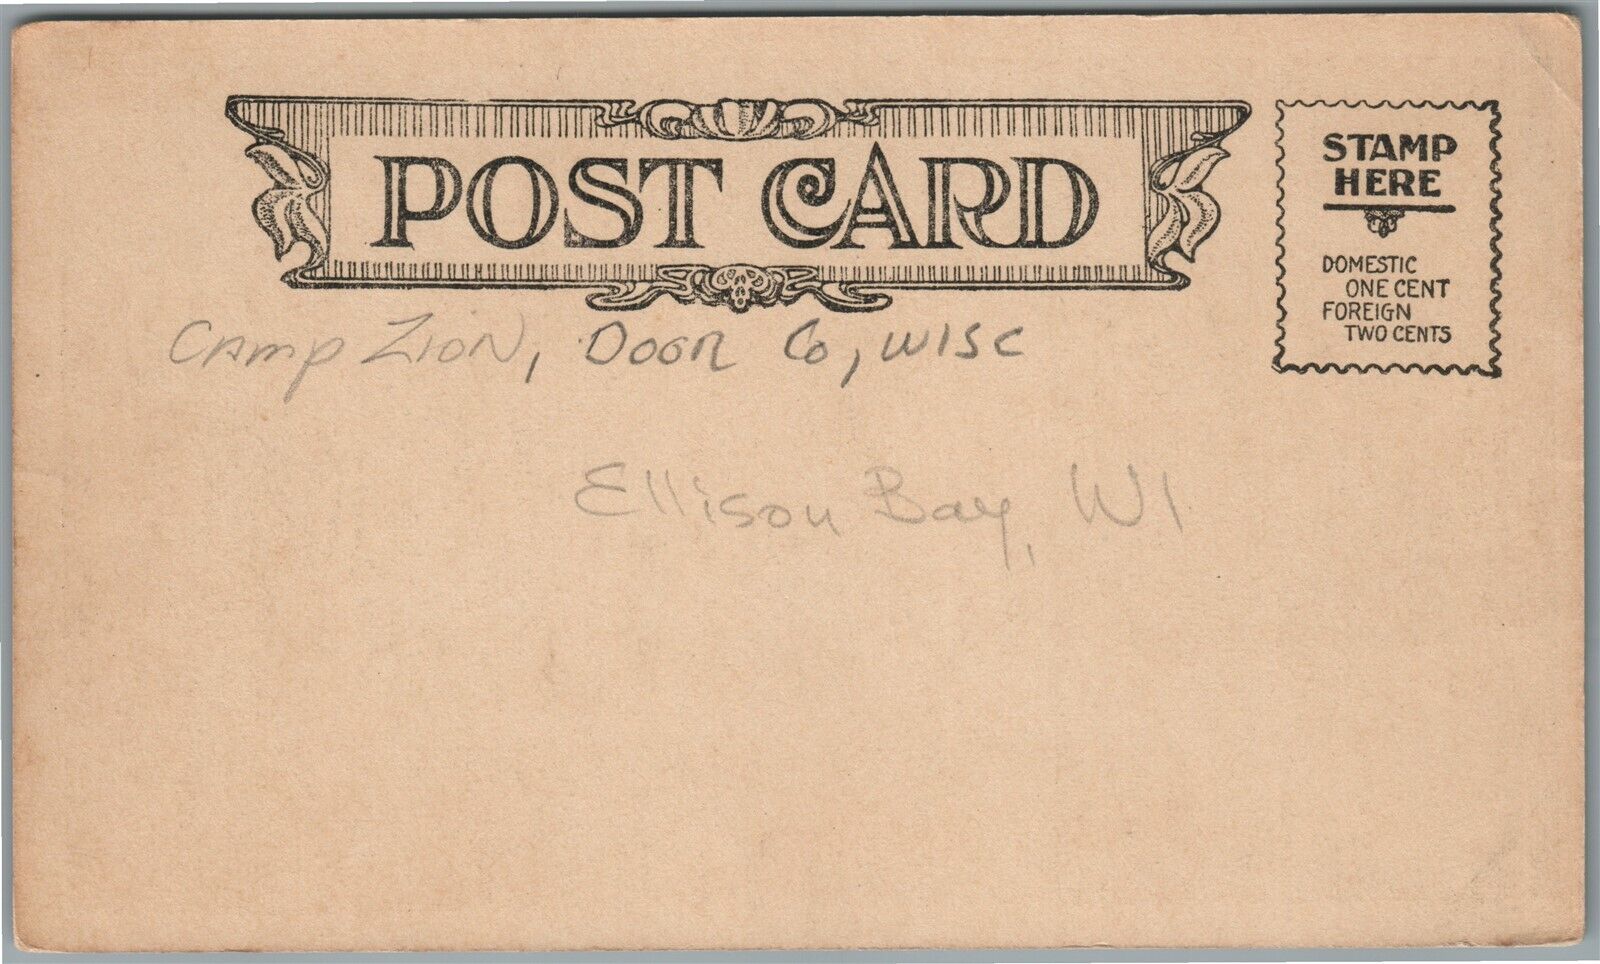 POST CARD
STAMP
HERE
DOMESTIC
ONE CENT
FOREIGN
TWO CENTS
CAMP ZION, DOOR Co, WISC
Ellison Bay, WI